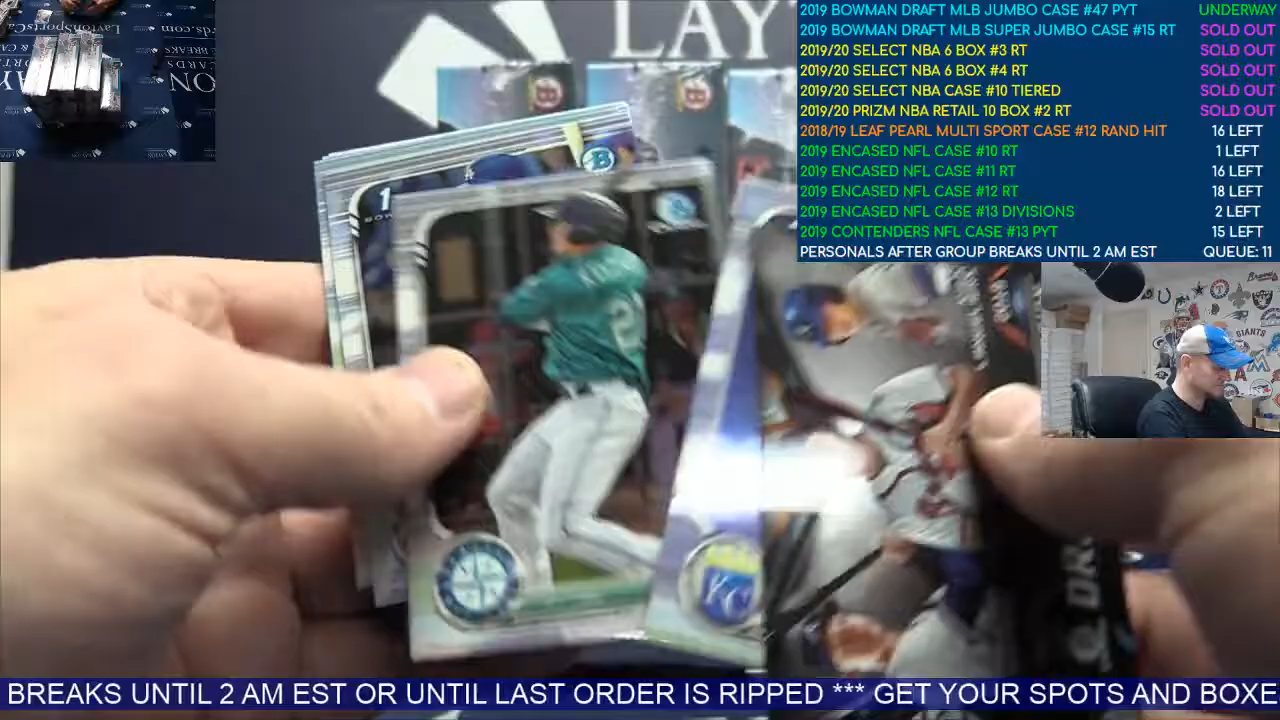 2019 BOWMAN DRAFT MLB JUMBO CASE #47 PYT UNDERWAY
2019 BOWMAN DRAFT MLB SUPER JUMBO CASE #15 RT SOLD OUT
2019/20 SELECT NBA 6 BOX #3 RT SOLD OUT
2019/20 SELECT NBA 6 BOX #4 RT SOLD OUT
2019/20 SELECT NBA CASE #10 TIERED SOLD OUT
2019/20 PRIZM NBA RETAIL 10 BOX #2 RT SOLD OUT
2018/19 LEAF PEARL MULTI SPORT CASE #12 RAND HIT 16 LEFT
2019 ENCASED NFL CASE #10 RT 1 LEFT
2019 ENCASED NFL CASE #11 RT 16 LEFT
2019 ENCASED NFL CASE #12 RT 18 LEFT
2019 ENCASED NFL CASE #13 DIVISIONS 2 LEFT
2019 CONTENDERS NFL CASE #13 PYT 15 LEFT
PERSONALS AFTER GROUP BREAKS UNTIL 2 AM EST QUEUE: 11
LAY
GIANTS
KC
BREAKS UNTIL 2 AM EST OR UNTIL LAST ORDER IS RIPPED *** GET YOUR SPOTS AND BOXE